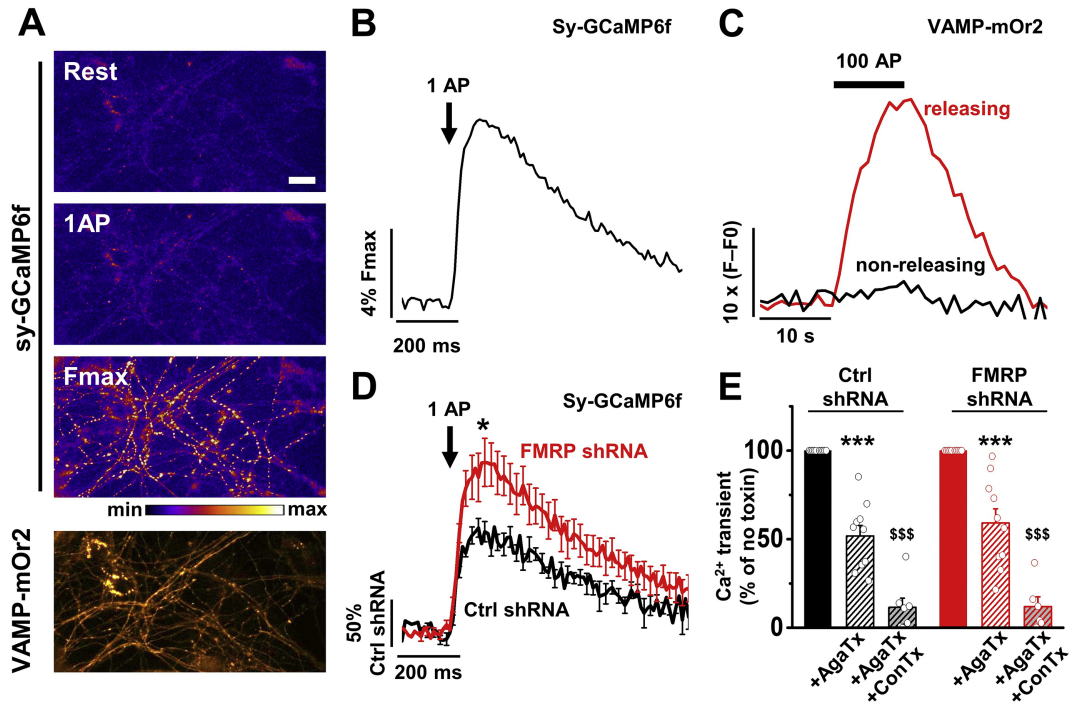 A
sy-GCaMP6f
Rest
1AP
Fmax
min
max
VAMP-mOr2
B
Sy-GCaMP6f
1 AP
4% Fmax
200 ms
C
VAMP-mOr2
100 AP
releasing
non-releasing
10 x (F–F0)
10 s
D
Sy-GCaMP6f
1 AP
*
FMRP shRNA
Ctrl shRNA
50%
Ctrl shRNA
200 ms
E
Ctrl
shRNA
FMRP
shRNA
Ca²⁺ transient
(% of no toxin)
100
50
0
***
$$$
***
$$$
+AgaTx
+AgaTx
+ConTx
+AgaTx
+AgaTx
+ConTx